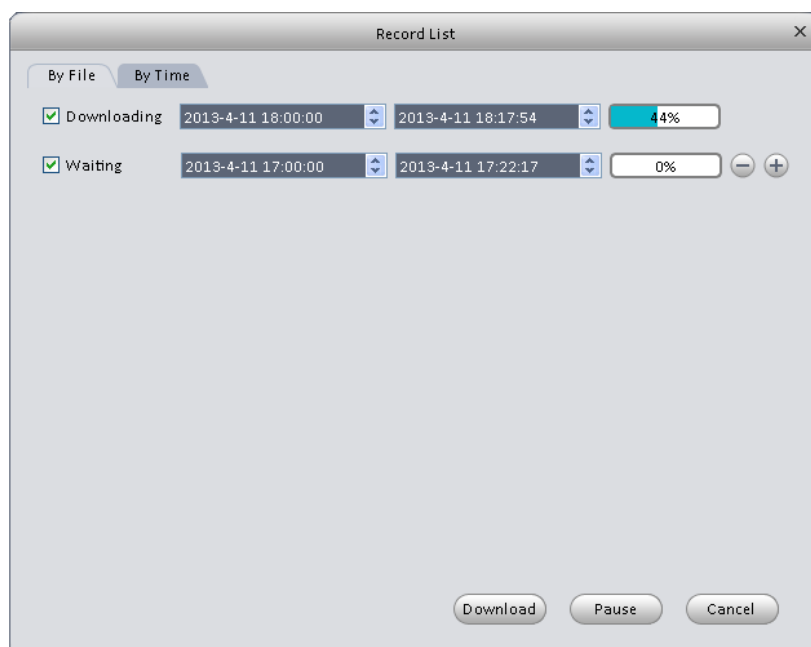 Record List
By File By Time
Downloading 2013-4-11 18:00:00 2013-4-11 18:17:54 44%
Waiting 2013-4-11 17:00:00 2013-4-11 17:22:17 0%
Download Pause Cancel